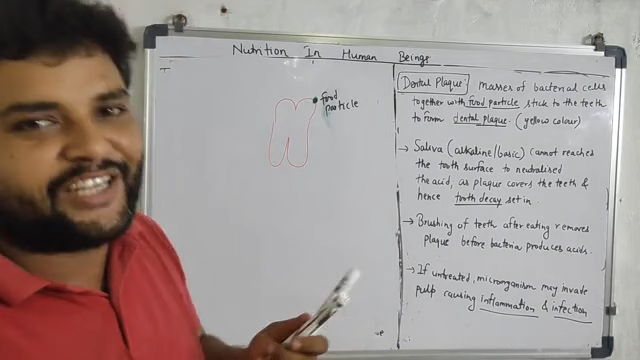 Nutrition In Human Beings
food
particle
Dental Plaque: masses of bacterial cells
together with food particle stick to the teeth
to form dental plaque. (yellow colour)
→ Saliva (alkaline/basic) cannot reached
the tooth surface to neutralised
the acid, as plaque covers the teeth &
hence tooth decay set in.
→ Brushing of teeth after eating removes
plaque before bacteria produces acids.
→ If untreated, microorganism may invade
pulp causing inflammation & infection